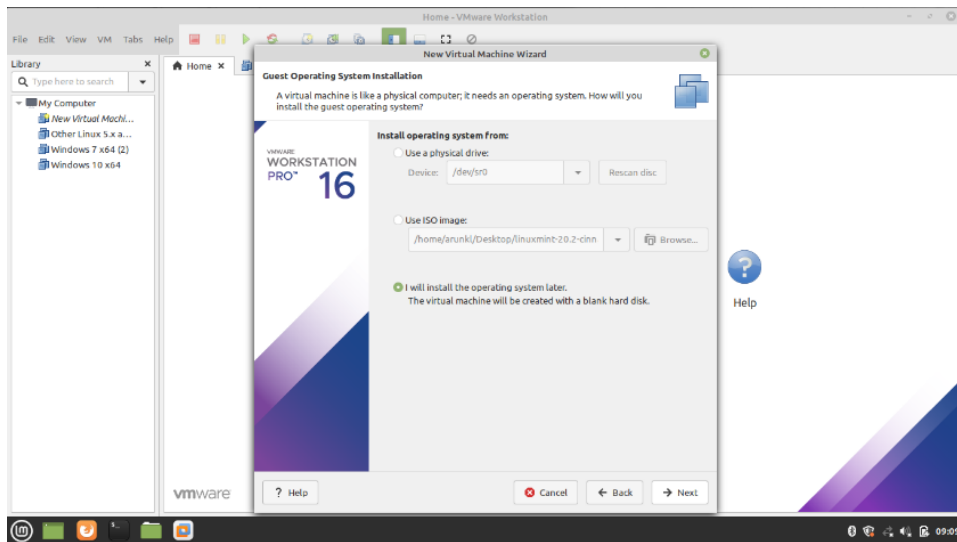 Home - VMware Workstation
File Edit View VM Tabs Help
Library x
Home x
Type here to search
My Computer
New Virtual Machi...
Other Linux 5.x a...
Windows 7 x64 (2)
Windows 10 x64
New Virtual Machine Wizard
Guest Operating System Installation
A virtual machine is like a physical computer; it needs an operating system. How will you
install the guest operating system?
VMWARE
WORKSTATION
PRO™ 16
Install operating system from:
Use a physical drive:
Device: /dev/sr0 Rescan disc
Use ISO image:
/home/arunkl/Desktop/linuxmint-20.2-cinn Browse...
I will install the operating system later.
The virtual machine will be created with a blank hard disk.
Help
? Help Cancel Back Next
vmware
09:09